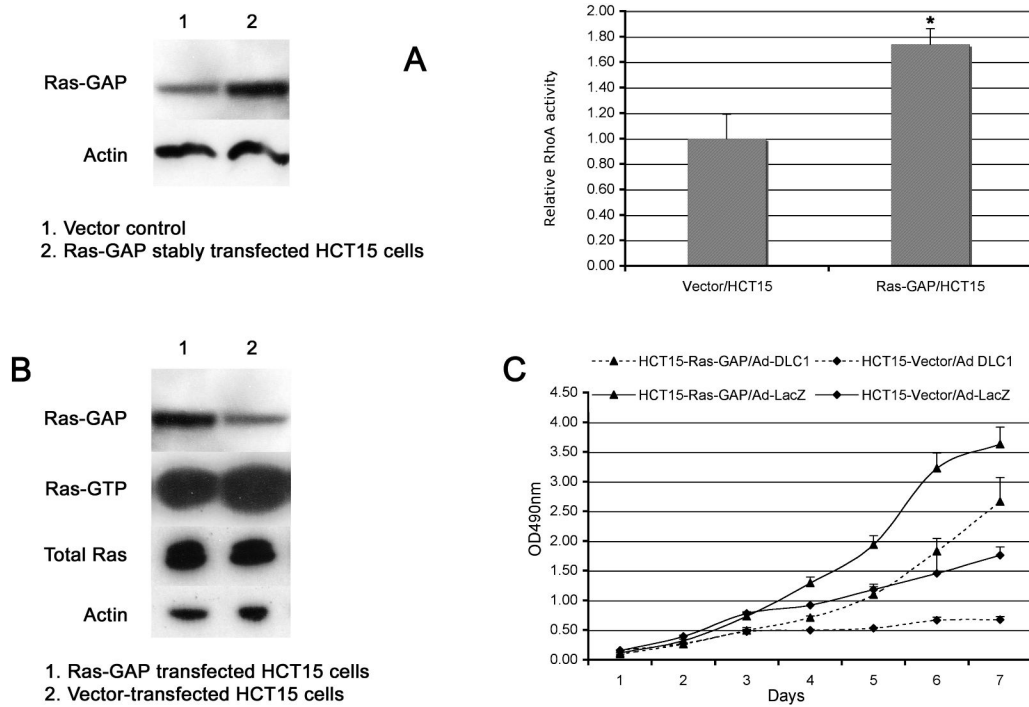 1 2
Ras-GAP
Actin
1. Vector control
2. Ras-GAP stably transfected HCT15 cells
A
Relative RhoA activity
2.00
1.80
1.60
1.40
1.20
1.00
0.80
0.60
0.40
0.20
0.00
*
Vector/HCT15 Ras-GAP/HCT15
B
1 2
Ras-GAP
Ras-GTP
Total Ras
Actin
1. Ras-GAP transfected HCT15 cells
2. Vector-transfected HCT15 cells
C
HCT15-Ras-GAP/Ad-DLC1 HCT15-Vector/Ad DLC1
HCT15-Ras-GAP/Ad-LacZ HCT15-Vector/Ad-LacZ
OD490nm
4.50
4.00
3.50
3.00
2.50
2.00
1.50
1.00
0.50
0.00
1 2 3 4 5 6 7
Days